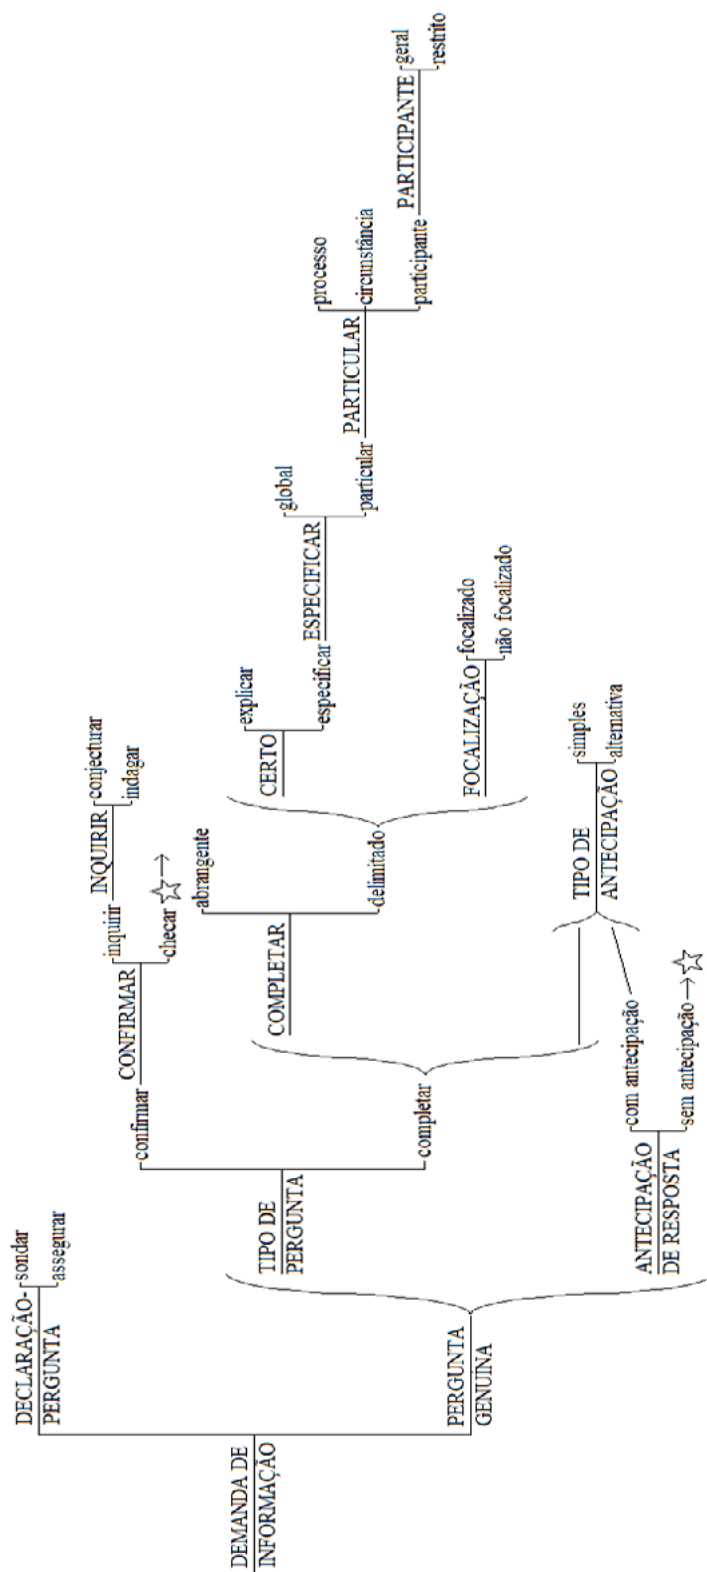 DEMANDA DE
INFORMAÇÃO
DECLARAÇÃO-
PERGUNTA
sondar
assegurar
PERGUNTA
GENUÍNA
TIPO DE
PERGUNTA
confirmar
CONFIRMAR
inquirir
INQUIRIR
conjecturar
indagar
checar
completar
COMPLETAR
abrangente
delimitado
CERTO
explicar
especificar
ESPECIFICAR
global
particular
PARTICULAR
processo
circunstância
participante
PARTICIPANTE
geral
restrito
FOCALIZAÇÃO
focalizado
não focalizado
ANTECIPAÇÃO
DE RESPOSTA
com antecipação
sem antecipação
TIPO DE
ANTECIPAÇÃO
simples
alternativa